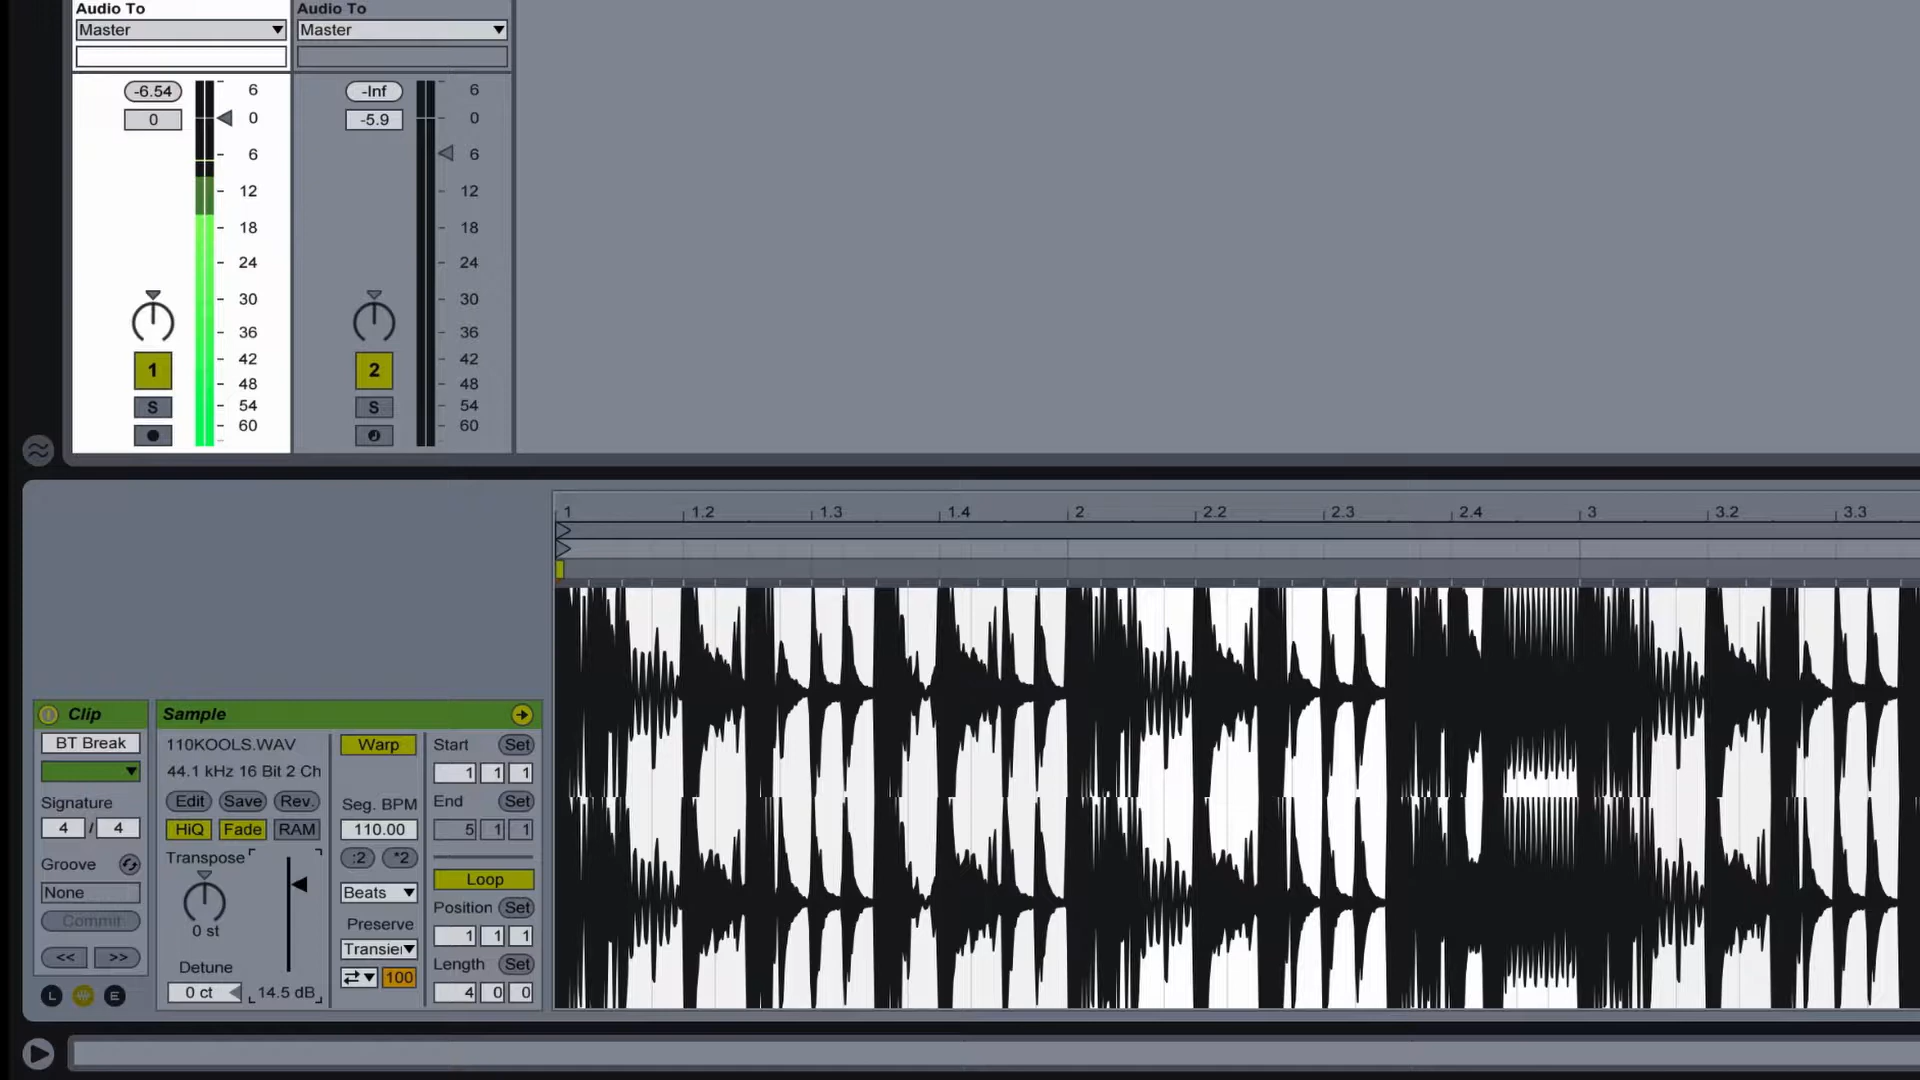 Audio To Audio To
Master Master
-6.54 6 -Inf 6
0 0 -5.9 0
6 6
12 12
18 18
24 24
30 30
36 36
1 42 2 42
48 48
S 54 S 54
60 60
1 1.2 1.3 1.4 2 2.2 2.3 2.4 3 3.2 3.3
Clip Sample
BT Break 110KOOLS.WAV Warp Start Set
44.1 kHz 16 Bit 2 Ch 1 1 1
Signature Edit Save Rev. Seg. BPM End Set
4 / 4 HiQ Fade RAM 110.00 5 1 1
Groove Transpose :2 *2
None Beats Loop
Commit 0 st Preserve Position Set
Transien 1 1 1
<< >> Detune 100 Length Set
L E 0 ct 14.5 dB 4 0 0